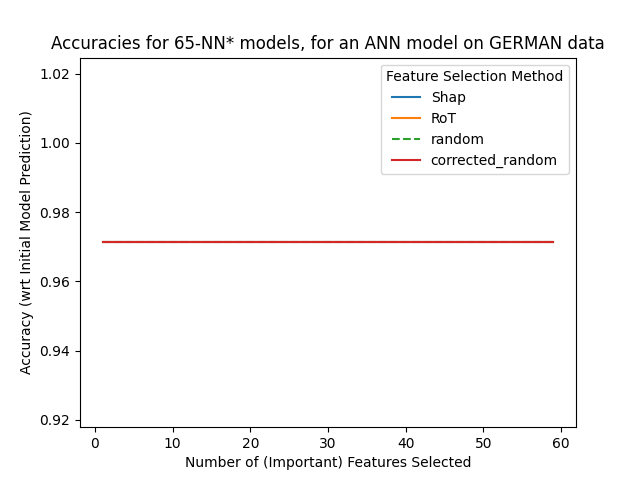 Accuracies for 65-NN* models, for an ANN model on GERMAN data
Feature Selection Method
Shap
RoT
random
corrected_random
Accuracy (wrt Initial Model Prediction)
1.02
1.00
0.98
0.96
0.94
0.92
0 10 20 30 40 50 60
Number of (Important) Features Selected